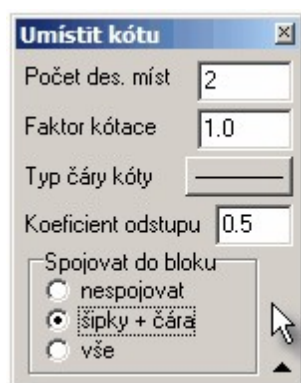 Umístit kótu
Počet des. míst 2
Faktor kótace 1.0
Typ čáry kóty
Koeficient odstupu 0.5
Spojovat do bloku
nespojovat
šipky + čára
vše